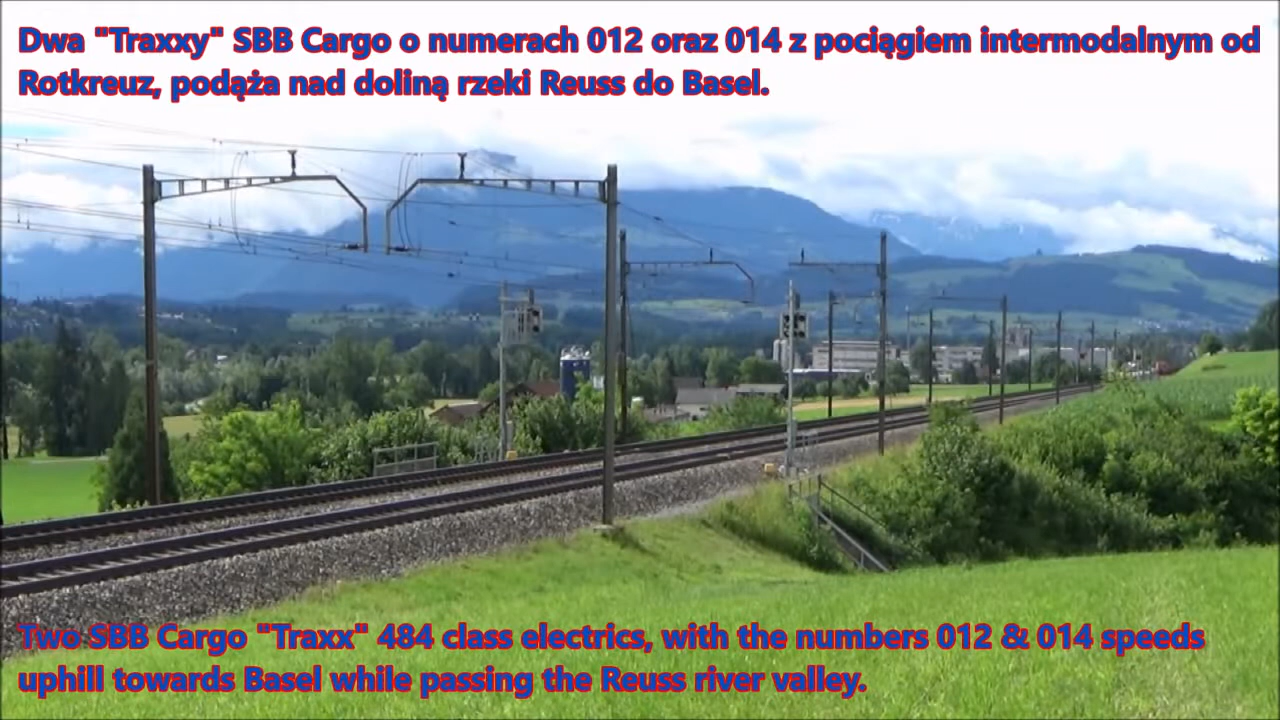 Dwa "Traxxy" SBB Cargo o numerach 012 oraz 014 z pociągiem intermodalnym od
Rotkreuz, podąża nad doliną rzeki Reuss do Basel.
Two SBB Cargo "Traxx" 484 class electrics, with the numbers 012 & 014 speeds
uphill towards Basel while passing the Reuss river valley.